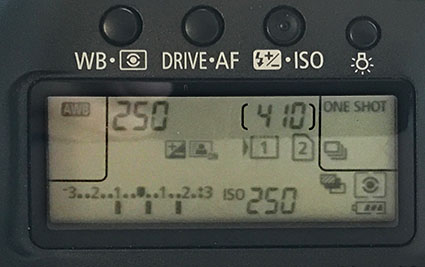 WB• DRIVE•AF •ISO
AWB 250 [410] ONE SHOT
1 2
-3..2..1..0..1..2.:3 ISO 250